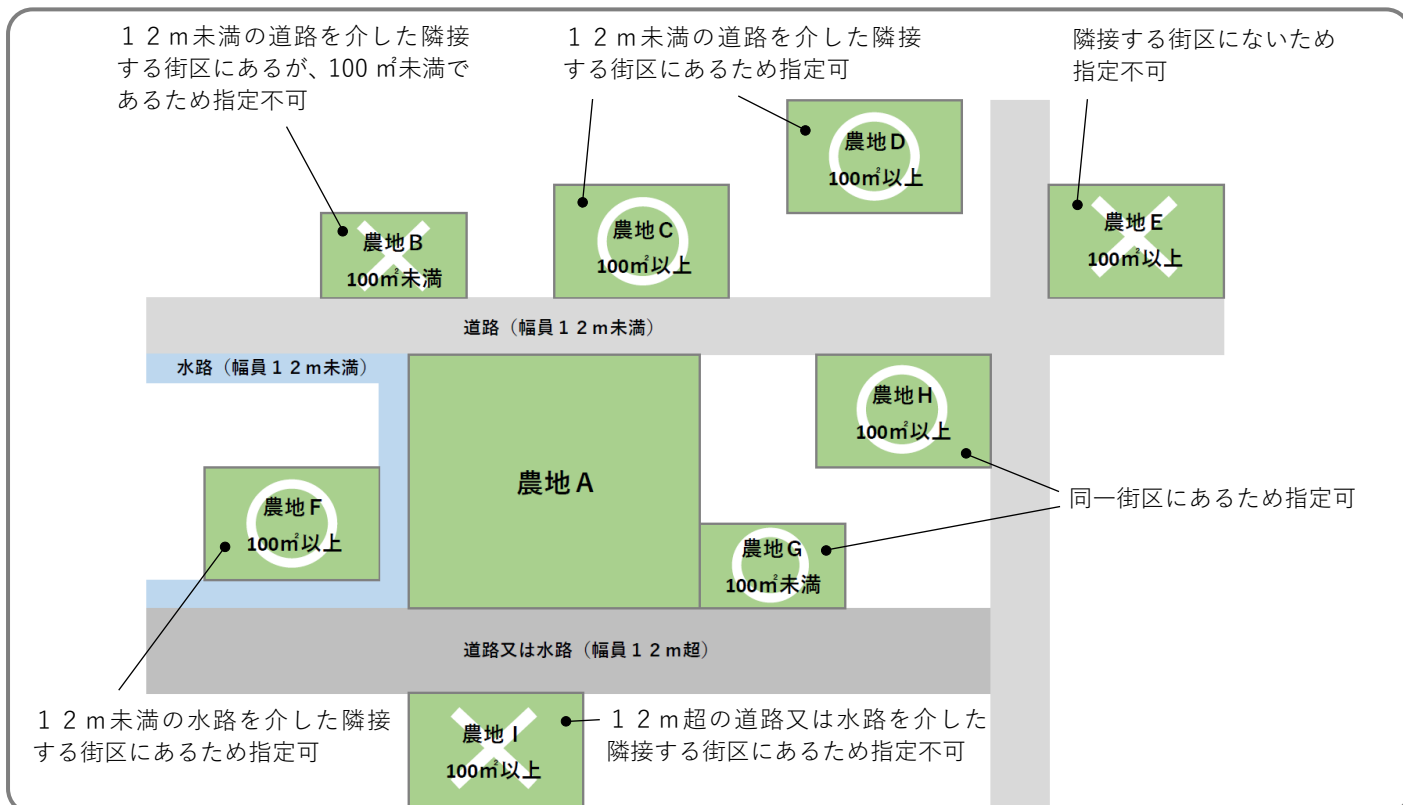 １２ｍ未満の道路を介した隣接
する街区にあるが、100 ㎡未満で
あるため指定不可
１２ｍ未満の道路を介した隣接
する街区にあるため指定可
隣接する街区にないため
指定不可
農地Ｄ
100㎡以上
農地Ｂ
100㎡未満
農地Ｃ
100㎡以上
農地Ｅ
100㎡以上
道路（幅員１２ｍ未満）
水路（幅員１２ｍ未満）
農地Ａ
農地Ｈ
100㎡以上
農地Ｆ
100㎡以上
農地Ｇ
100㎡未満
同一街区にあるため指定可
道路又は水路（幅員１２ｍ超）
１２ｍ未満の水路を介した隣接
する街区にあるため指定可
農地Ｉ
100㎡以上
１２ｍ超の道路又は水路を介した
隣接する街区にあるため指定不可